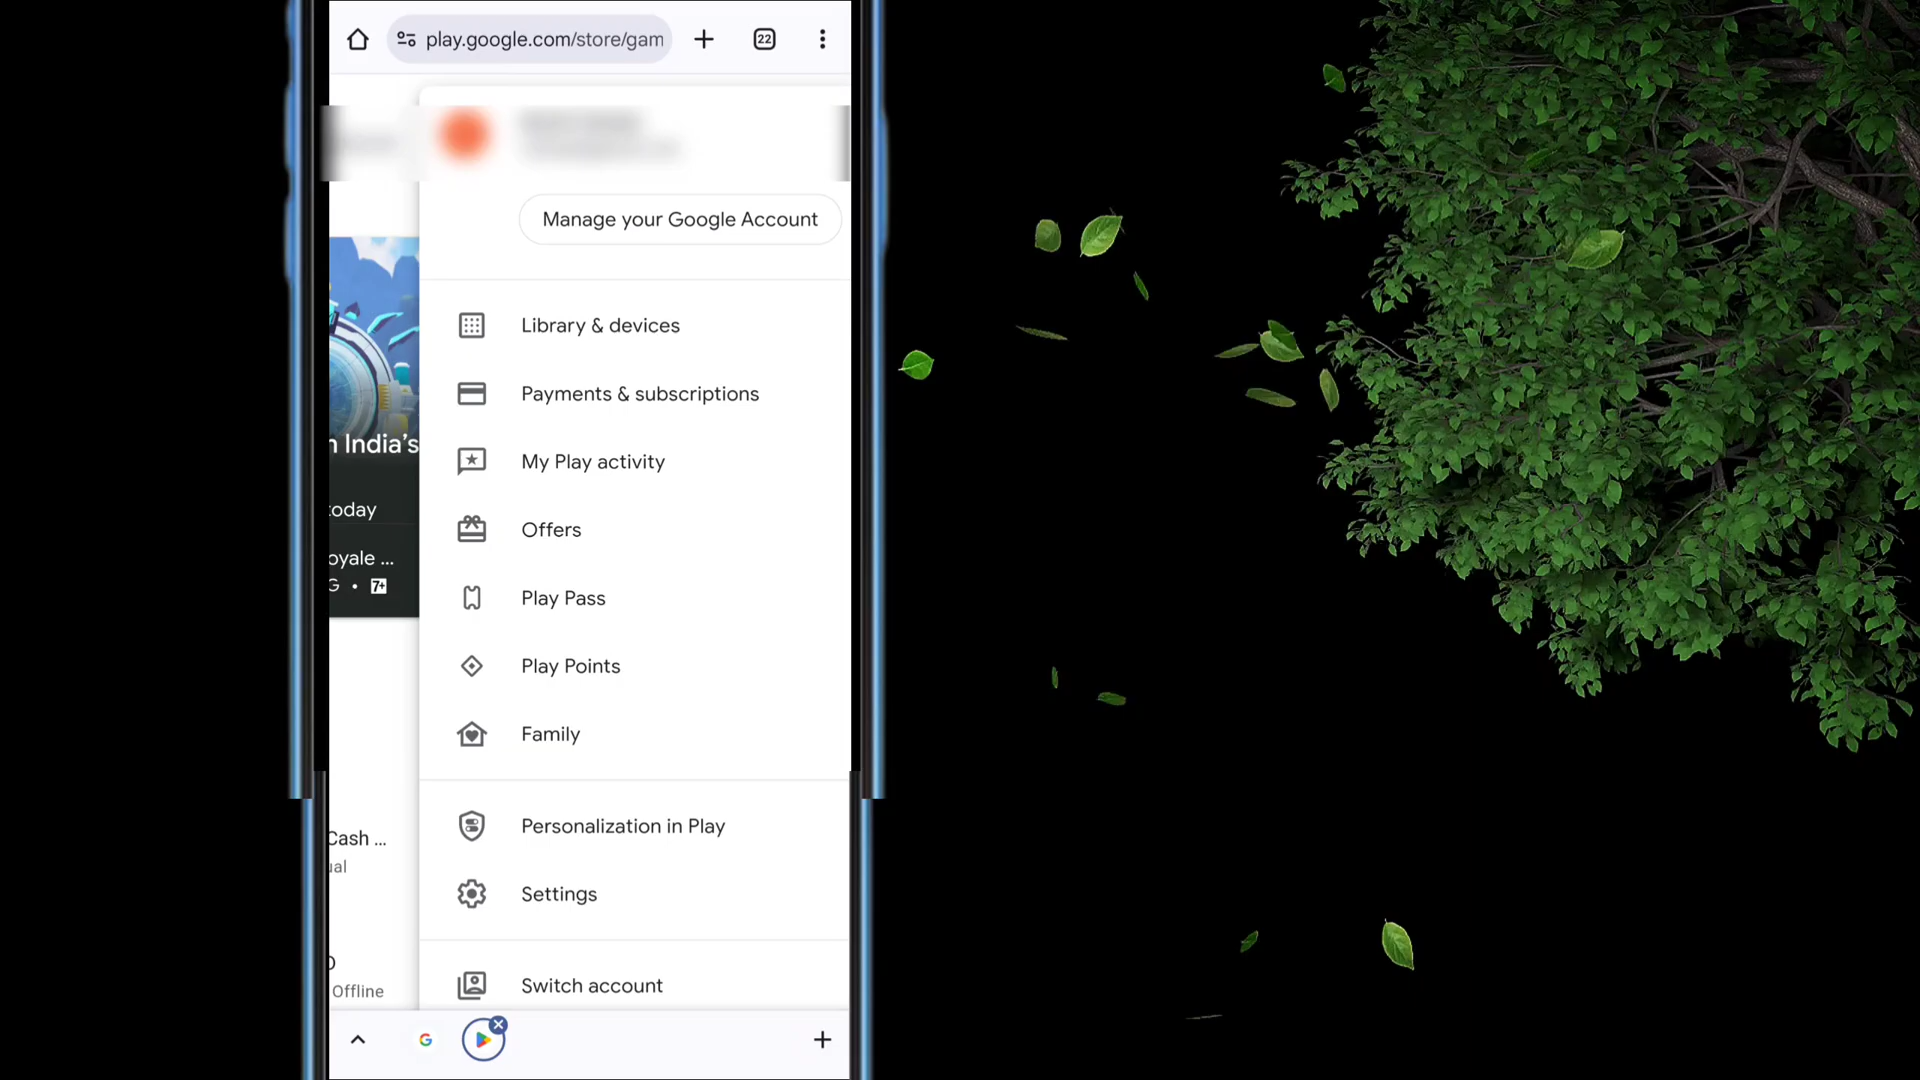 play.google.com/store/gam
22
Manage your Google Account
Library & devices
Payments & subscriptions
My Play activity
Offers
Play Pass
Play Points
Family
Personalization in Play
Settings
Switch account
India's
today
oyale ...
G • 7+
Cash ...
ual
Offline